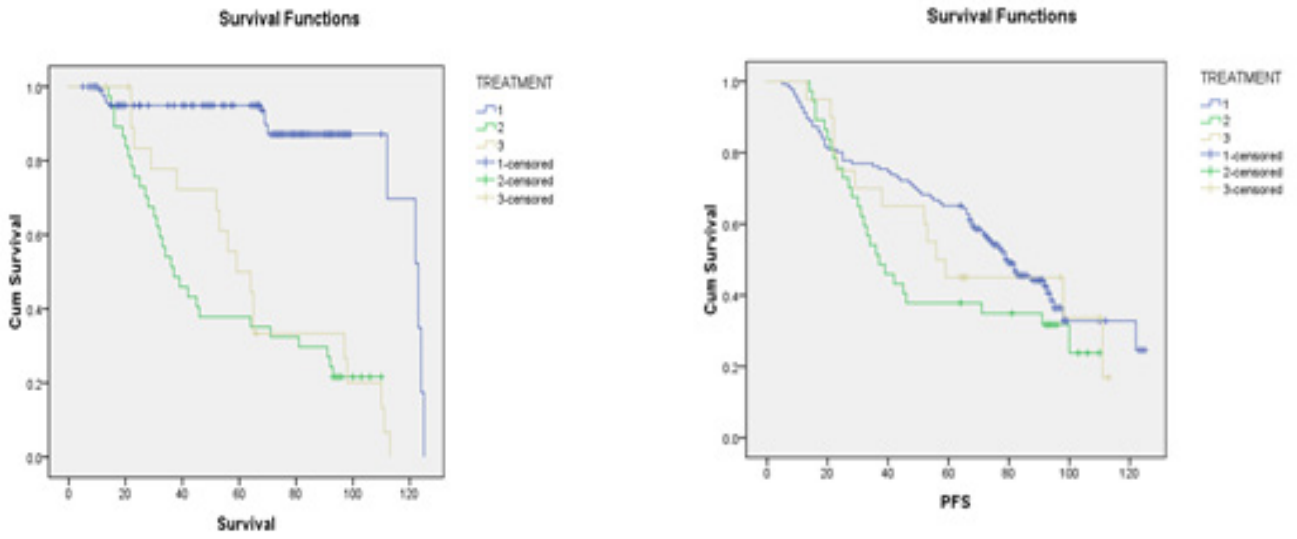 Survival Functions
1.0
0.8
0.6
0.4
0.2
0.0
Cum Survival
0 20 40 60 80 100 120
Survival
TREATMENT
1
2
3
1-censored
2-censored
3-censored
Survival Functions
1.0
0.8
0.6
0.4
0.2
0.0
Cum Survival
0 20 40 60 80 100 120
PFS
TREATMENT
1
2
3
1-censored
2-censored
3-censored